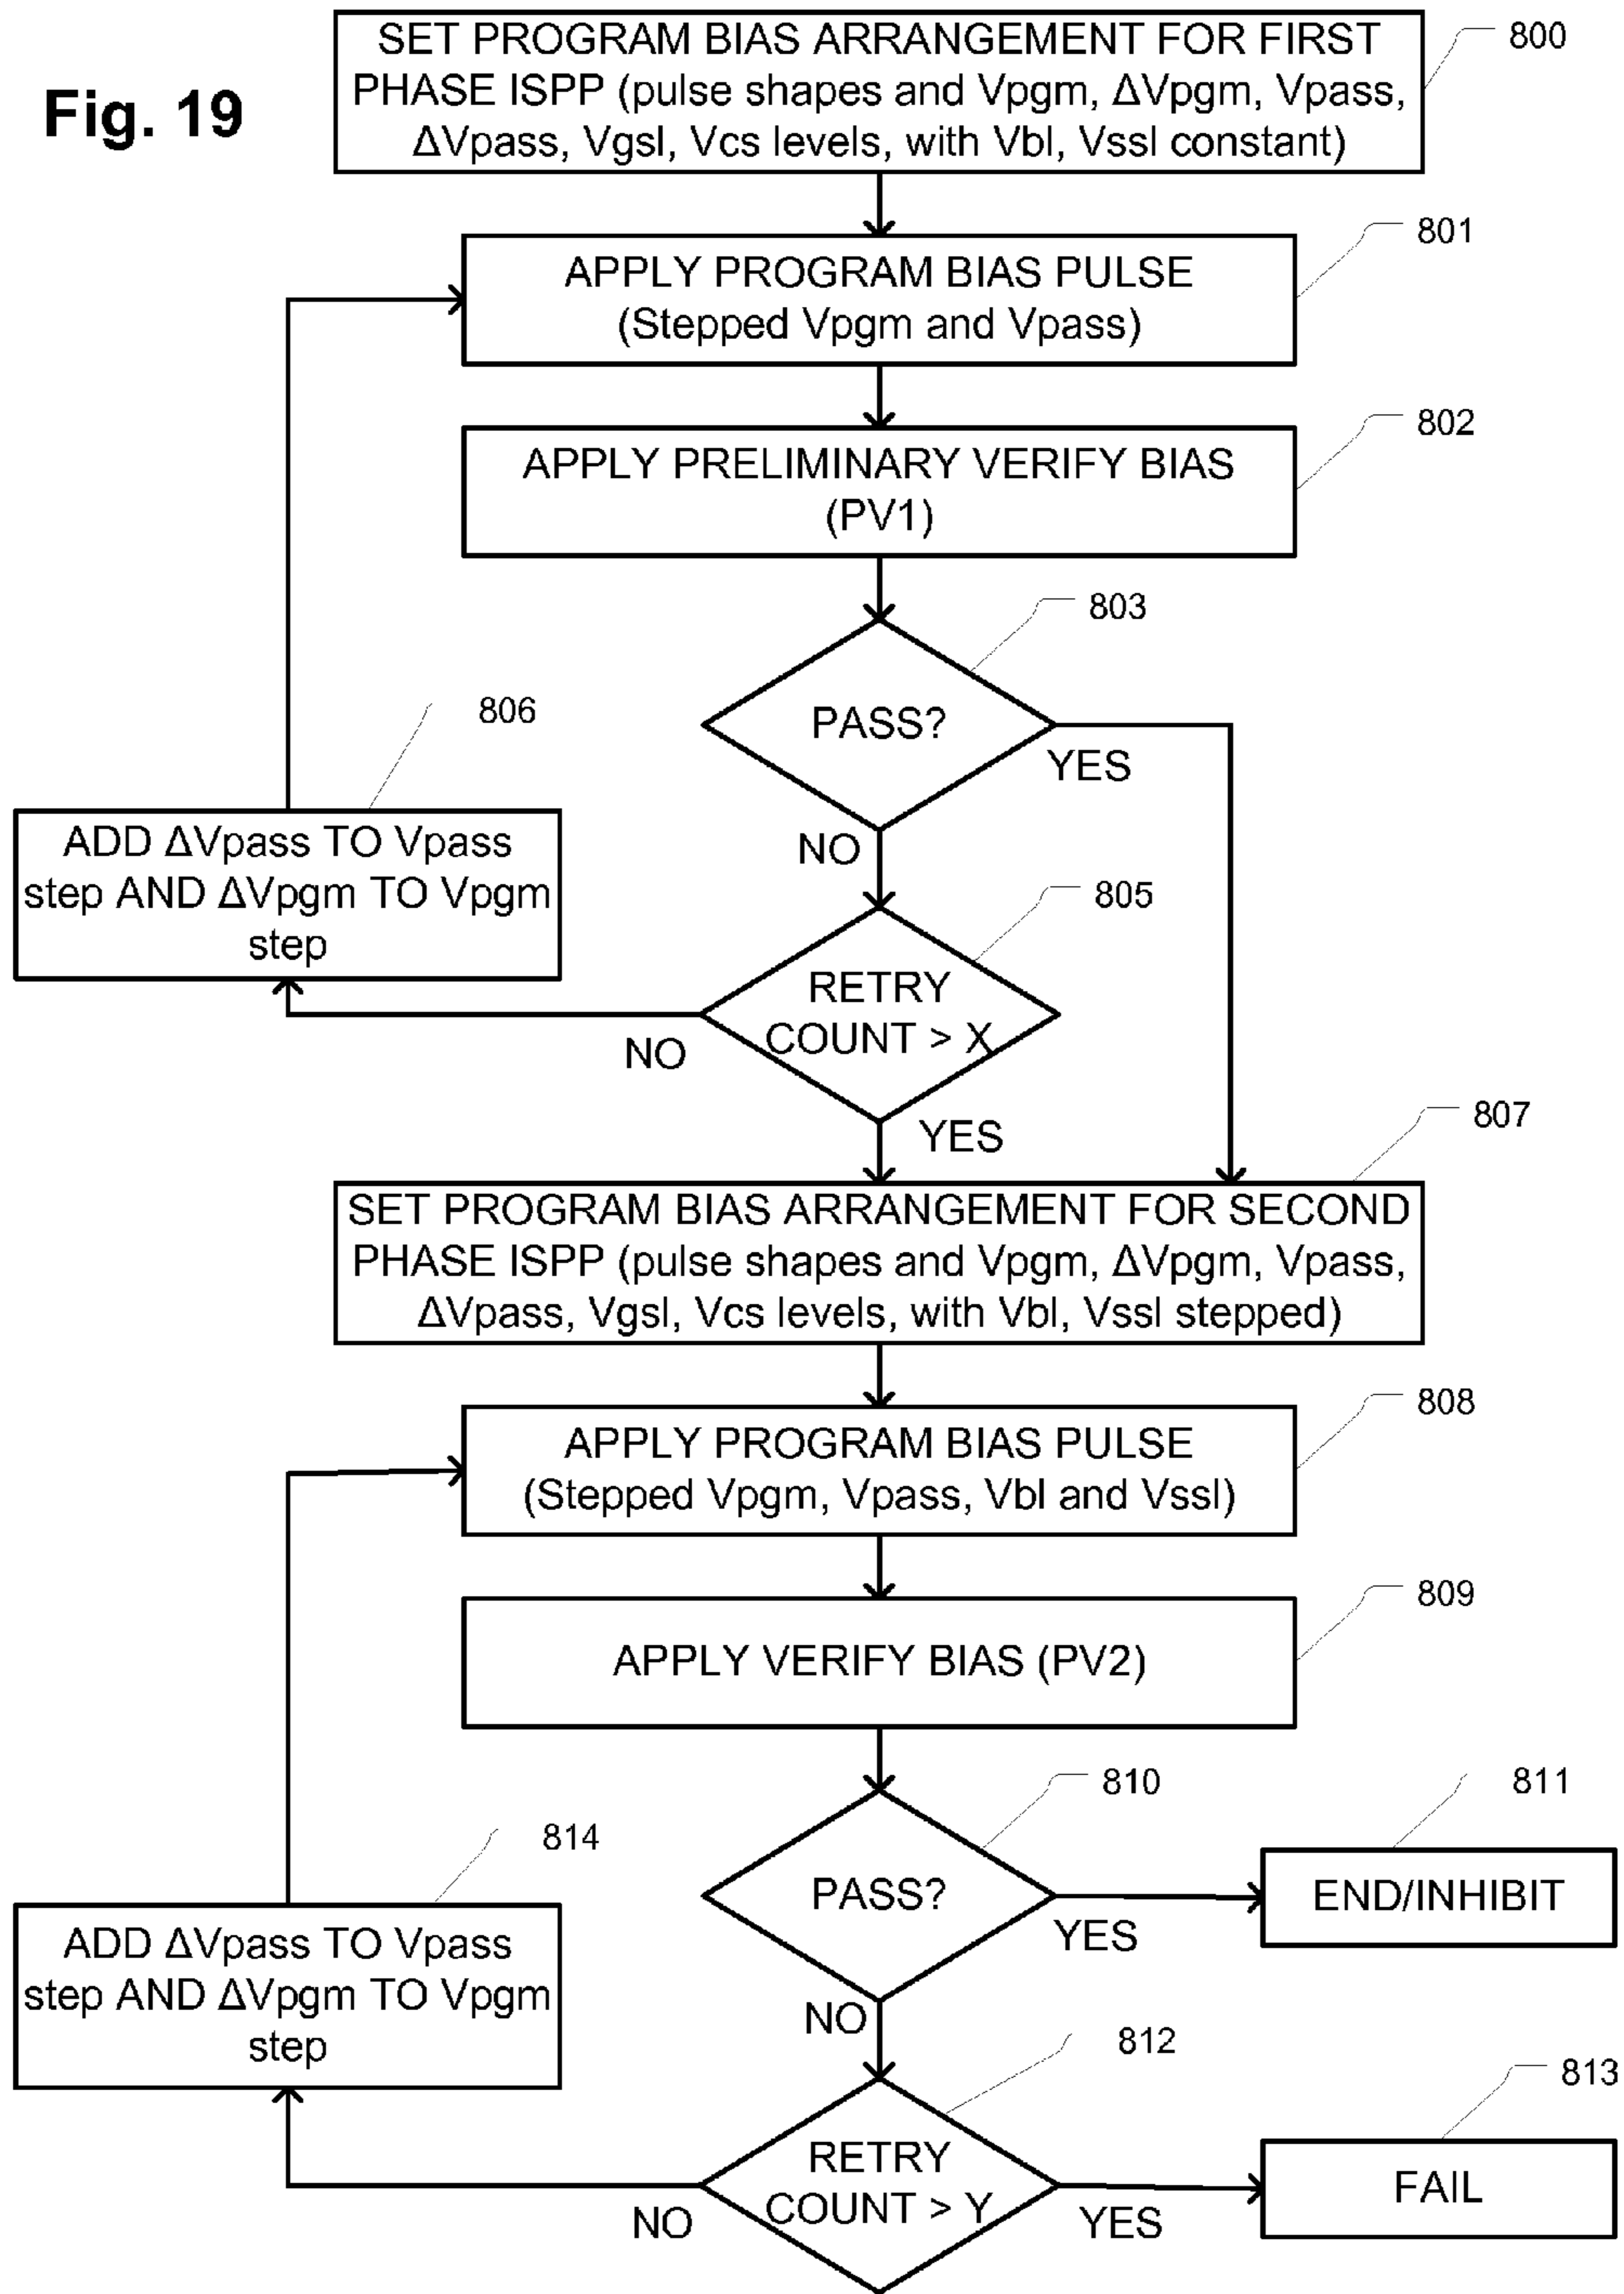 Fig. 19
SET PROGRAM BIAS ARRANGEMENT FOR FIRST
PHASE ISPP (pulse shapes and Vpgm, ΔVpgm, Vpass,
ΔVpass, Vgsl, Vcs levels, with Vbl, Vssl constant)
800
APPLY PROGRAM BIAS PULSE
(Stepped Vpgm and Vpass)
801
APPLY PRELIMINARY VERIFY BIAS
(PV1)
802
803
PASS?
YES
NO
806
ADD ΔVpass TO Vpass
step AND ΔVpgm TO Vpgm
step
805
RETRY
COUNT > X
NO
YES
807
SET PROGRAM BIAS ARRANGEMENT FOR SECOND
PHASE ISPP (pulse shapes and Vpgm, ΔVpgm, Vpass,
ΔVpass, Vgsl, Vcs levels, with Vbl, Vssl stepped)
808
APPLY PROGRAM BIAS PULSE
(Stepped Vpgm, Vpass, Vbl and Vssl)
809
APPLY VERIFY BIAS (PV2)
810
PASS?
YES
811
END/INHIBIT
NO
814
ADD ΔVpass TO Vpass
step AND ΔVpgm TO Vpgm
step
812
RETRY
COUNT > Y
NO
YES
813
FAIL